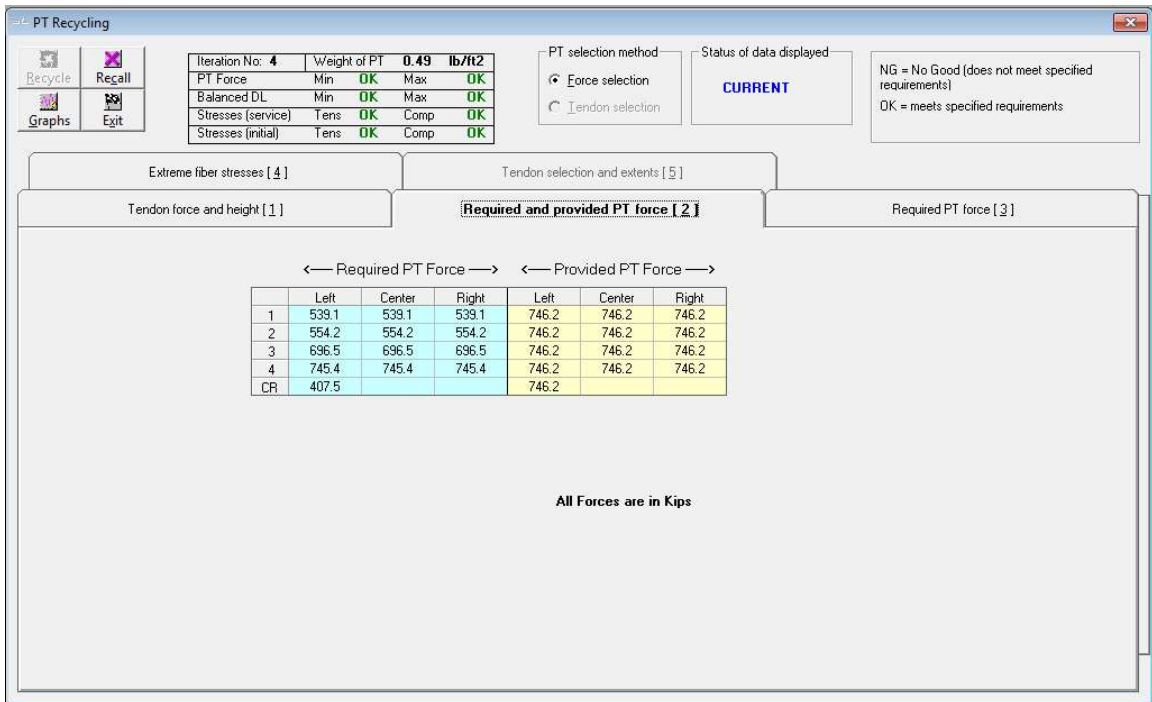 PT Recycling
Recycle Recall
Graphs Exit
Iteration No: 4 Weight of PT 0.49 lb/ft2
PT Force Min OK Max OK
Balanced DL Min OK Max OK
Stresses (service) Tens OK Comp OK
Stresses (initial) Tens OK Comp OK
PT selection method
Force selection
Tendon selection
Status of data displayed
CURRENT
NG = No Good (does not meet specified
requirements)
OK = meets specified requirements
Extreme fiber stresses [ 4 ] Tendon selection and extents [ 5 ]
Tendon force and height [ 1 ] Required and provided PT force [ 2 ] Required PT force [ 3 ]
<── Required PT Force ──> <── Provided PT Force ──>
Left Center Right Left Center Right
1 539.1 539.1 539.1 746.2 746.2 746.2
2 554.2 554.2 554.2 746.2 746.2 746.2
3 696.5 696.5 696.5 746.2 746.2 746.2
4 745.4 745.4 745.4 746.2 746.2 746.2
CR 407.5 746.2
All Forces are in Kips